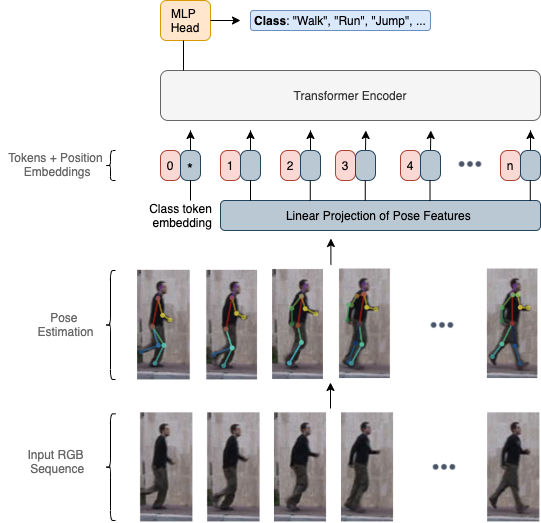 MLP
Head
Class: "Walk", "Run", "Jump", ...
Transformer Encoder
Tokens + Position
Embeddings
0 * 1 2 3 4 n
Class token
embedding
Linear Projection of Pose Features
Pose
Estimation
Input RGB
Sequence